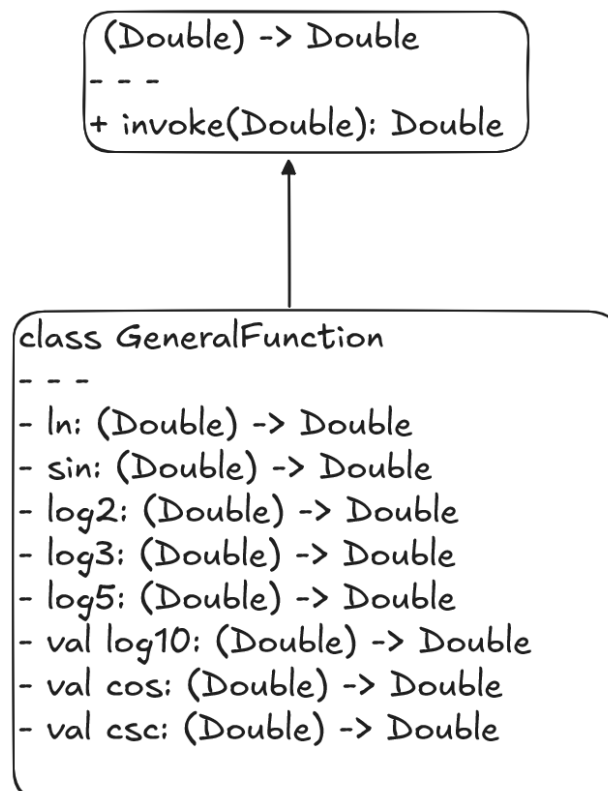 (Double) -> Double
- - -
+ invoke(Double): Double
class GeneralFunction
- - -
- ln: (Double) -> Double
- sin: (Double) -> Double
- log2: (Double) -> Double
- log3: (Double) -> Double
- log5: (Double) -> Double
- val log10: (Double) -> Double
- val cos: (Double) -> Double
- val csc: (Double) -> Double